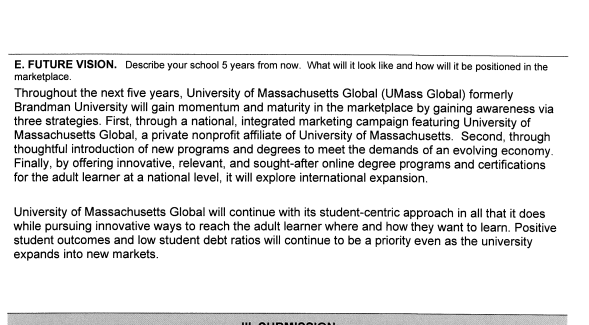 E. FUTURE VISION. Describe your school 5 years from now. What will it look like and how will it be positioned in the
marketplace.
Throughout the next five years, University of Massachusetts Global (UMass Global) formerly
Brandman University will gain momentum and maturity in the marketplace by gaining awareness via
three strategies. First, through a national, integrated marketing campaign featuring University of
Massachusetts Global, a private nonprofit affiliate of University of Massachusetts. Second, through
thoughtful introduction of new programs and degrees to meet the demands of an evolving economy.
Finally, by offering innovative, relevant, and sought-after online degree programs and certifications
for the adult learner at a national level, it will explore international expansion.
University of Massachusetts Global will continue with its student-centric approach in all that it does
while pursuing innovative ways to reach the adult learner where and how they want to learn. Positive
student outcomes and low student debt ratios will continue to be a priority even as the university
expands into new markets.
III. SUBMISSION